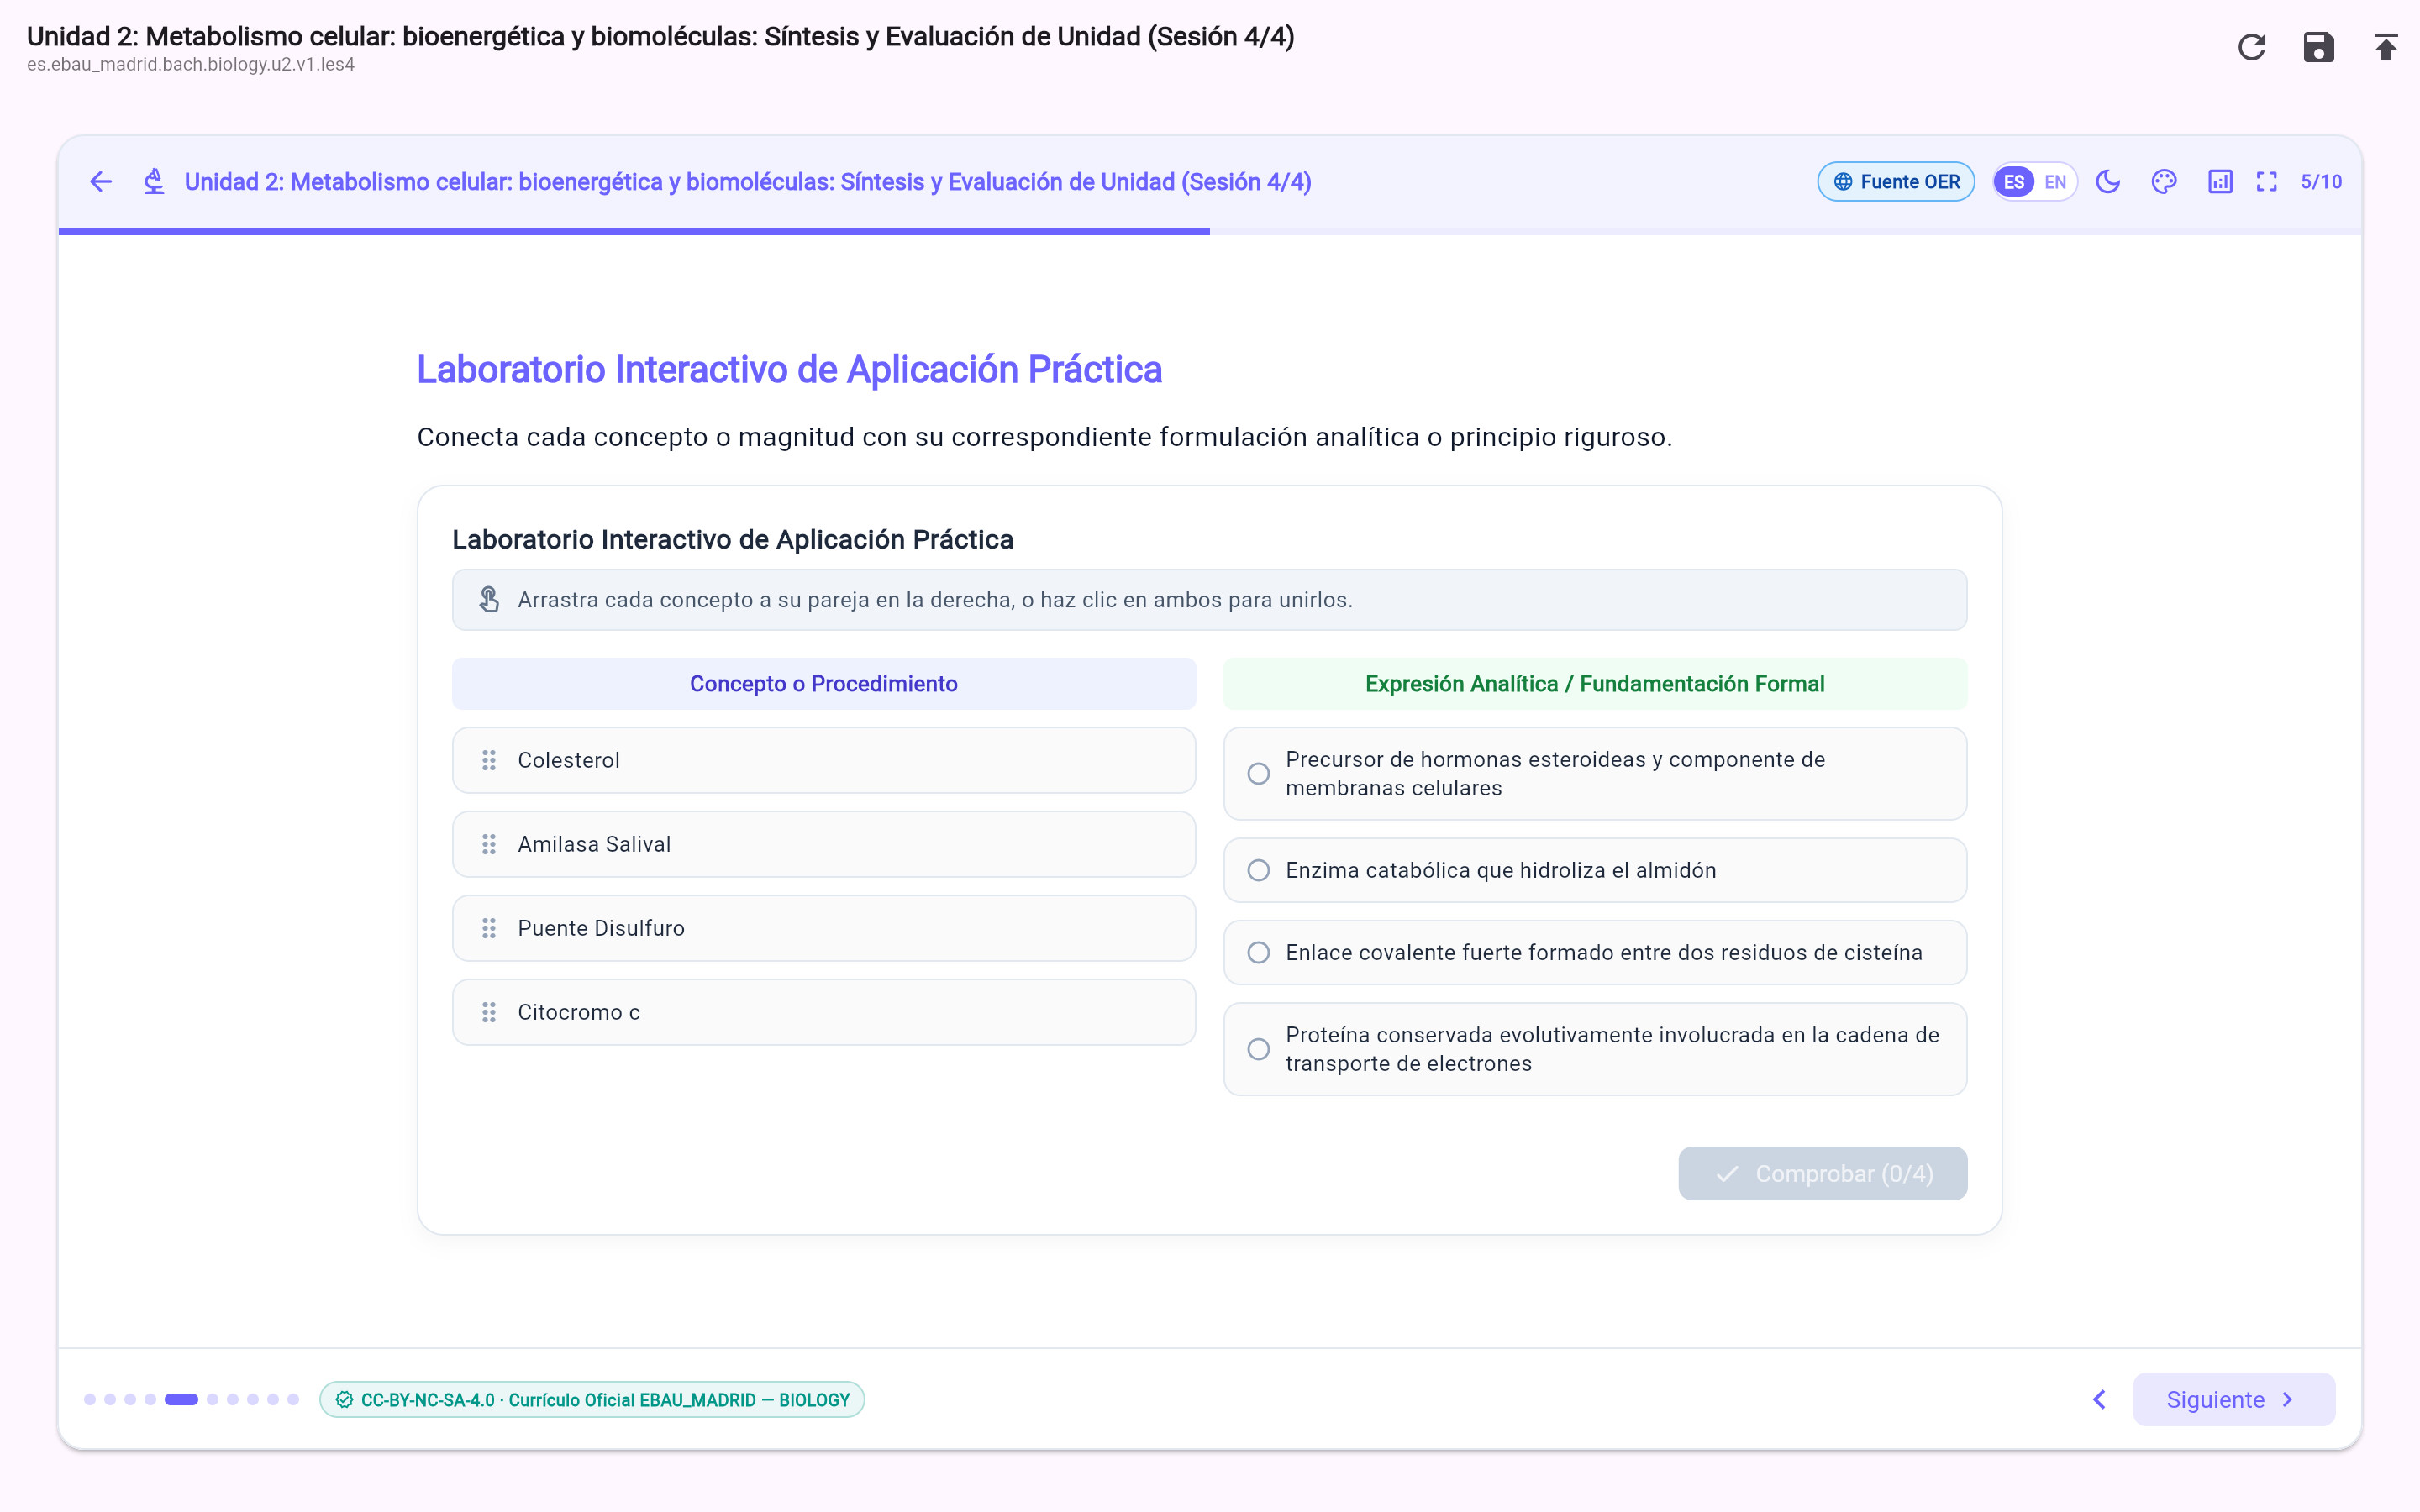 Unidad 2: Metabolismo celular: bioenergética y biomoléculas: Síntesis y Evaluación de Unidad (Sesión 4/4)
es.ebau_madrid.bach.biology.u2.v1.les4
Unidad 2: Metabolismo celular: bioenergética y biomoléculas: Síntesis y Evaluación de Unidad (Sesión 4/4)
Fuente OER
ES EN
5/10
Laboratorio Interactivo de Aplicación Práctica
Conecta cada concepto o magnitud con su correspondiente formulación analítica o principio riguroso.
Laboratorio Interactivo de Aplicación Práctica
Arrastra cada concepto a su pareja en la derecha, o haz clic en ambos para unirlos.
Concepto o Procedimiento
Colesterol
Amilasa Salival
Puente Disulfuro
Citocromo c
Expresión Analítica / Fundamentación Formal
Precursor de hormonas esteroideas y componente de
membranas celulares
Enzima catabólica que hidroliza el almidón
Enlace covalente fuerte formado entre dos residuos de cisteína
Proteína conservada evolutivamente involucrada en la cadena de
transporte de electrones
Comprobar (0/4)
CC-BY-NC-SA-4.0 · Currículo Oficial EBAU_MADRID — BIOLOGY
Siguiente